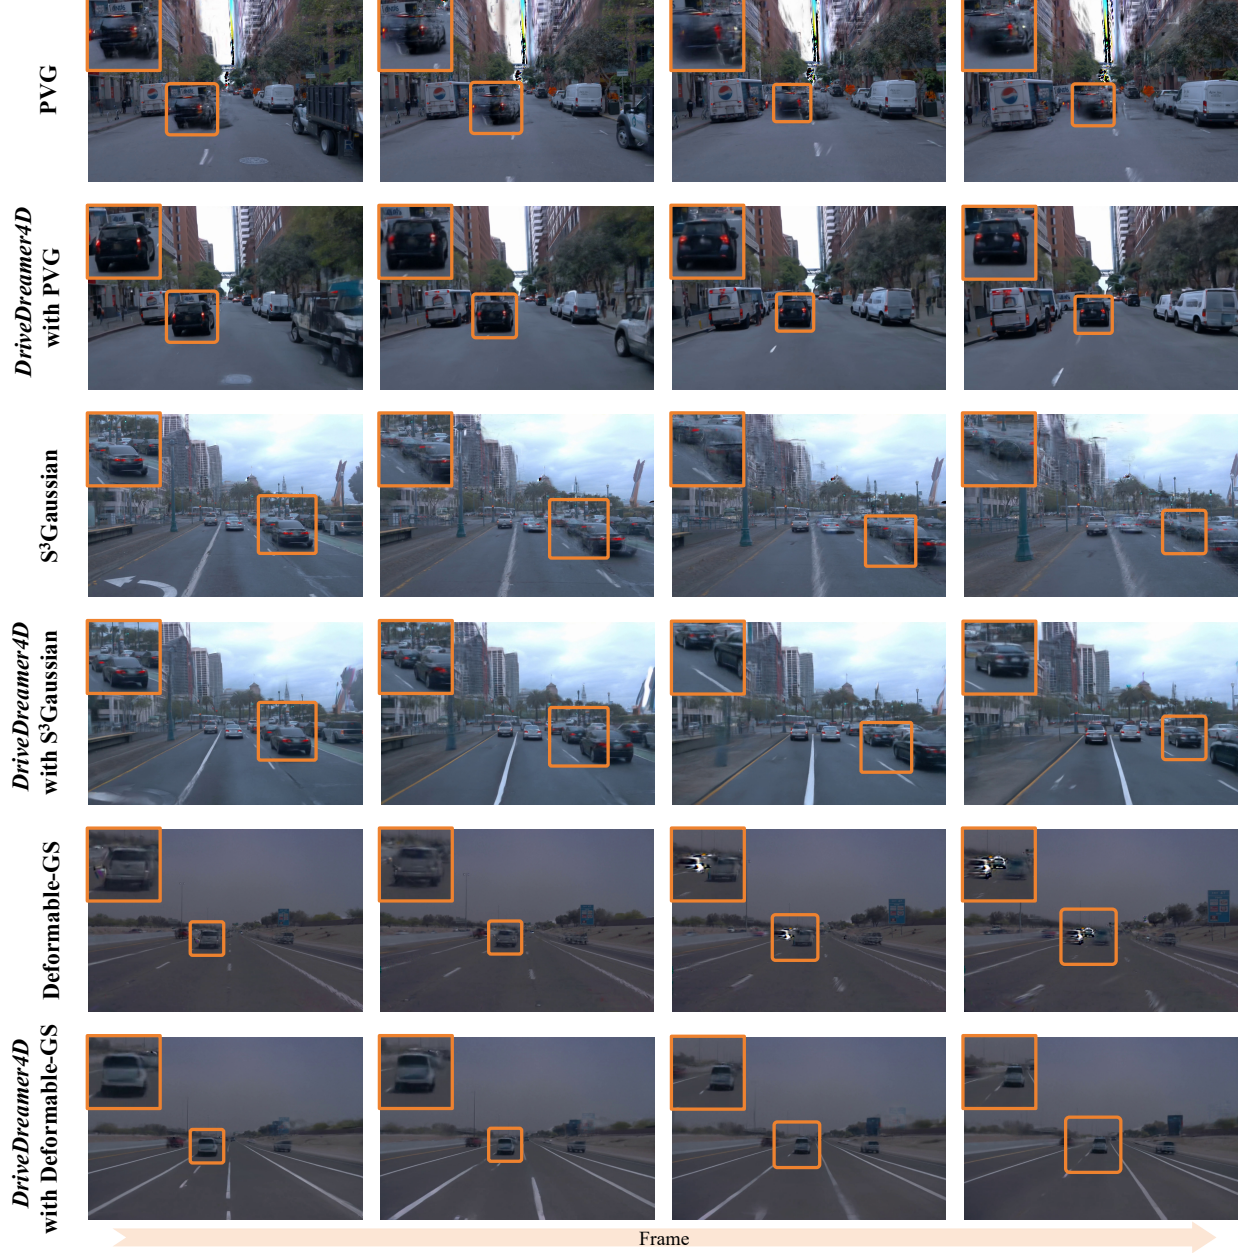 PVG
DriveDreamer4D
with PVG
S³Gaussian
DriveDreamer4D
with S³Gaussian
Deformable-GS
DriveDreamer4D
with Deformable-GS
Frame